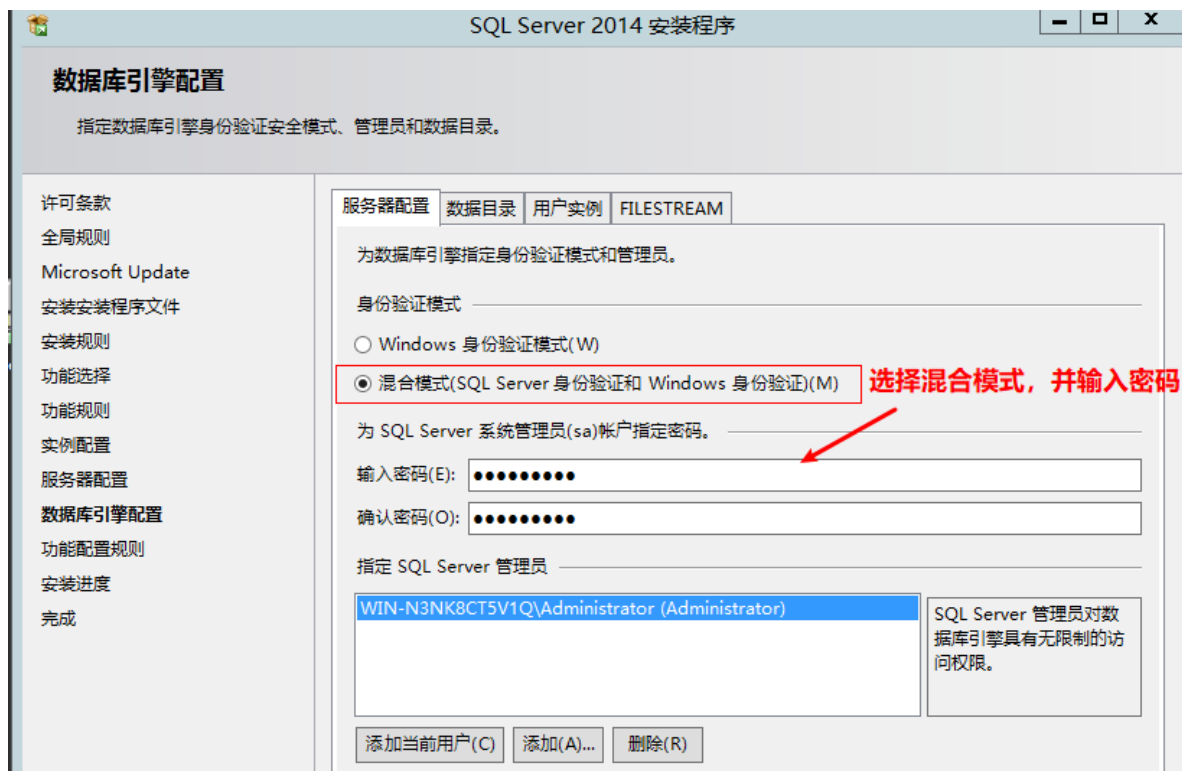 SQL Server 2014 安装程序
数据库引擎配置
指定数据库引擎身份验证安全模式、管理员和数据目录。
许可条款
全局规则
Microsoft Update
安装安装程序文件
安装规则
功能选择
功能规则
实例配置
服务器配置
数据库引擎配置
功能配置规则
安装进度
完成
服务器配置 数据目录 用户实例 FILESTREAM
为数据库引擎指定身份验证模式和管理员。
身份验证模式
Windows 身份验证模式(W)
混合模式(SQL Server 身份验证和 Windows 身份验证)(M)
选择混合模式，并输入密码
为 SQL Server 系统管理员(sa)帐户指定密码。
输入密码(E): ●●●●●●●●●
确认密码(O): ●●●●●●●●●
指定 SQL Server 管理员
WIN-N3NK8CT5V1Q\Administrator (Administrator)
SQL Server 管理员对数
据库引擎具有无限制的访
问权限。
添加当前用户(C) 添加(A)... 删除(R)